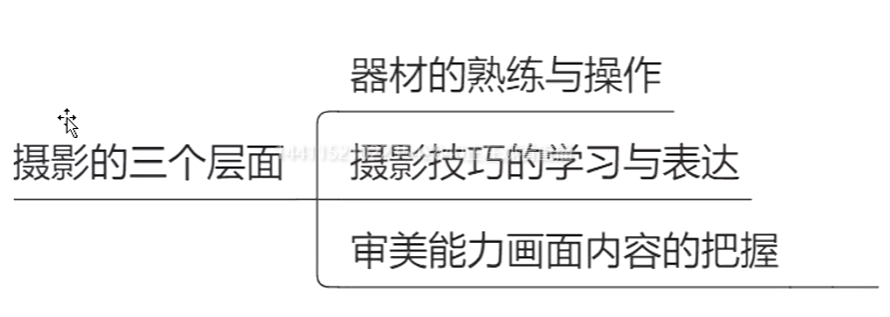 器材的熟练与操作
摄影的三个层面
摄影技巧的学习与表达
审美能力画面内容的把握